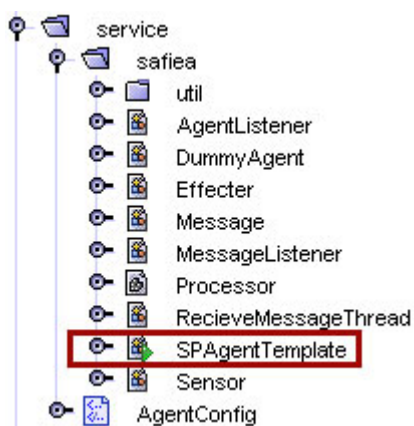 service
safiea
util
AgentListener
DummyAgent
Effecter
Message
MessageListener
Processor
RecieveMessageThread
SPAgentTemplate
Sensor
AgentConfig